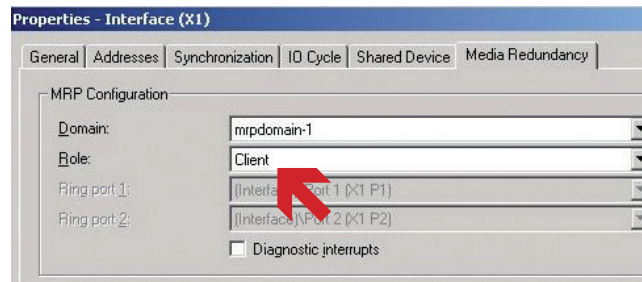 Properties - Interface (X1)
General Addresses Synchronization IO Cycle Shared Device Media Redundancy
MRP Configuration
Domain: mrpdomain-1
Role: Client
Ring port 1: (Interface)\Port 1 (X1 P1)
Ring port 2: (Interface)\Port 2 (X1 P2)
Diagnostic interrupts